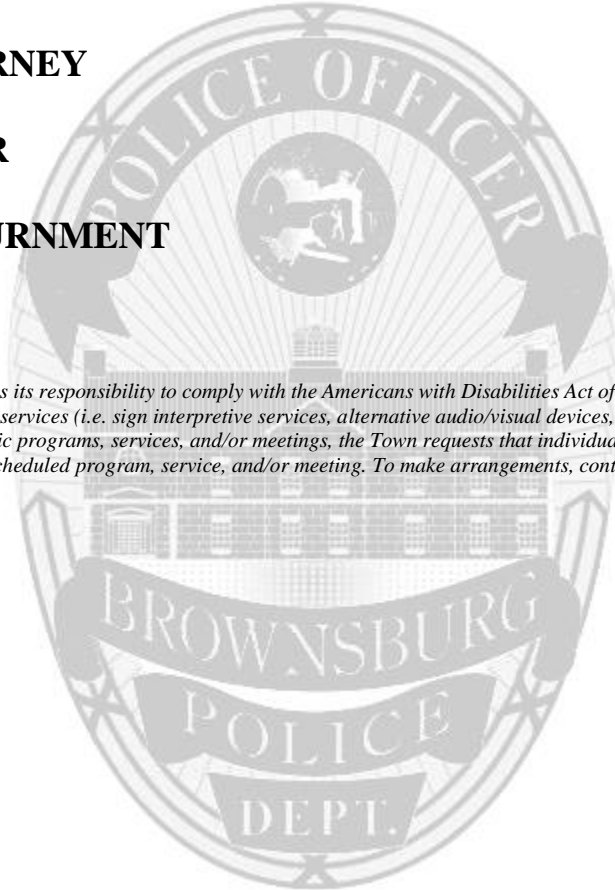 RNEY
POLICE OFFICER
R
URNMENT
s its responsibility to comply with the Americans with Disabilities Act of
services (i.e. sign interpretive services, alternative audio/visual devices,
ic programs, services, and/or meetings, the Town requests that individua
cheduled program, service, and/or meeting. To make arrangements, cont
BROWNSBURG
POLICE
DEPT.